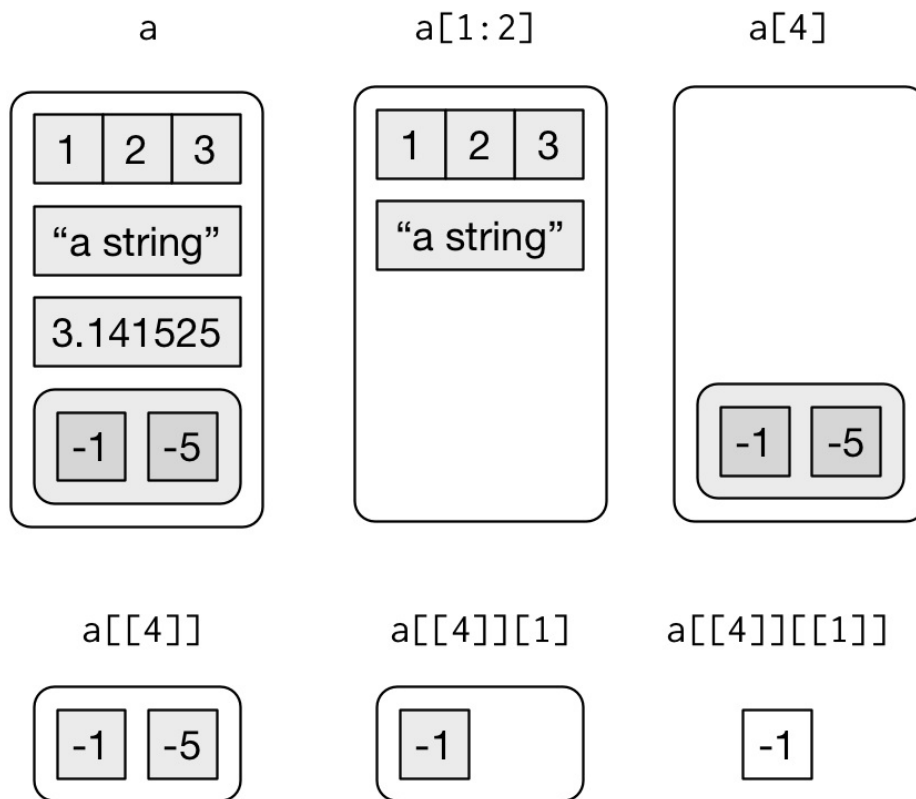 a a[1:2] a[4]
1 2 3 1 2 3
“a string” “a string”
3.141525
-1 -5 -1 -5
a[[4]] a[[4]][1] a[[4]][[1]]
-1 -5 -1 -1